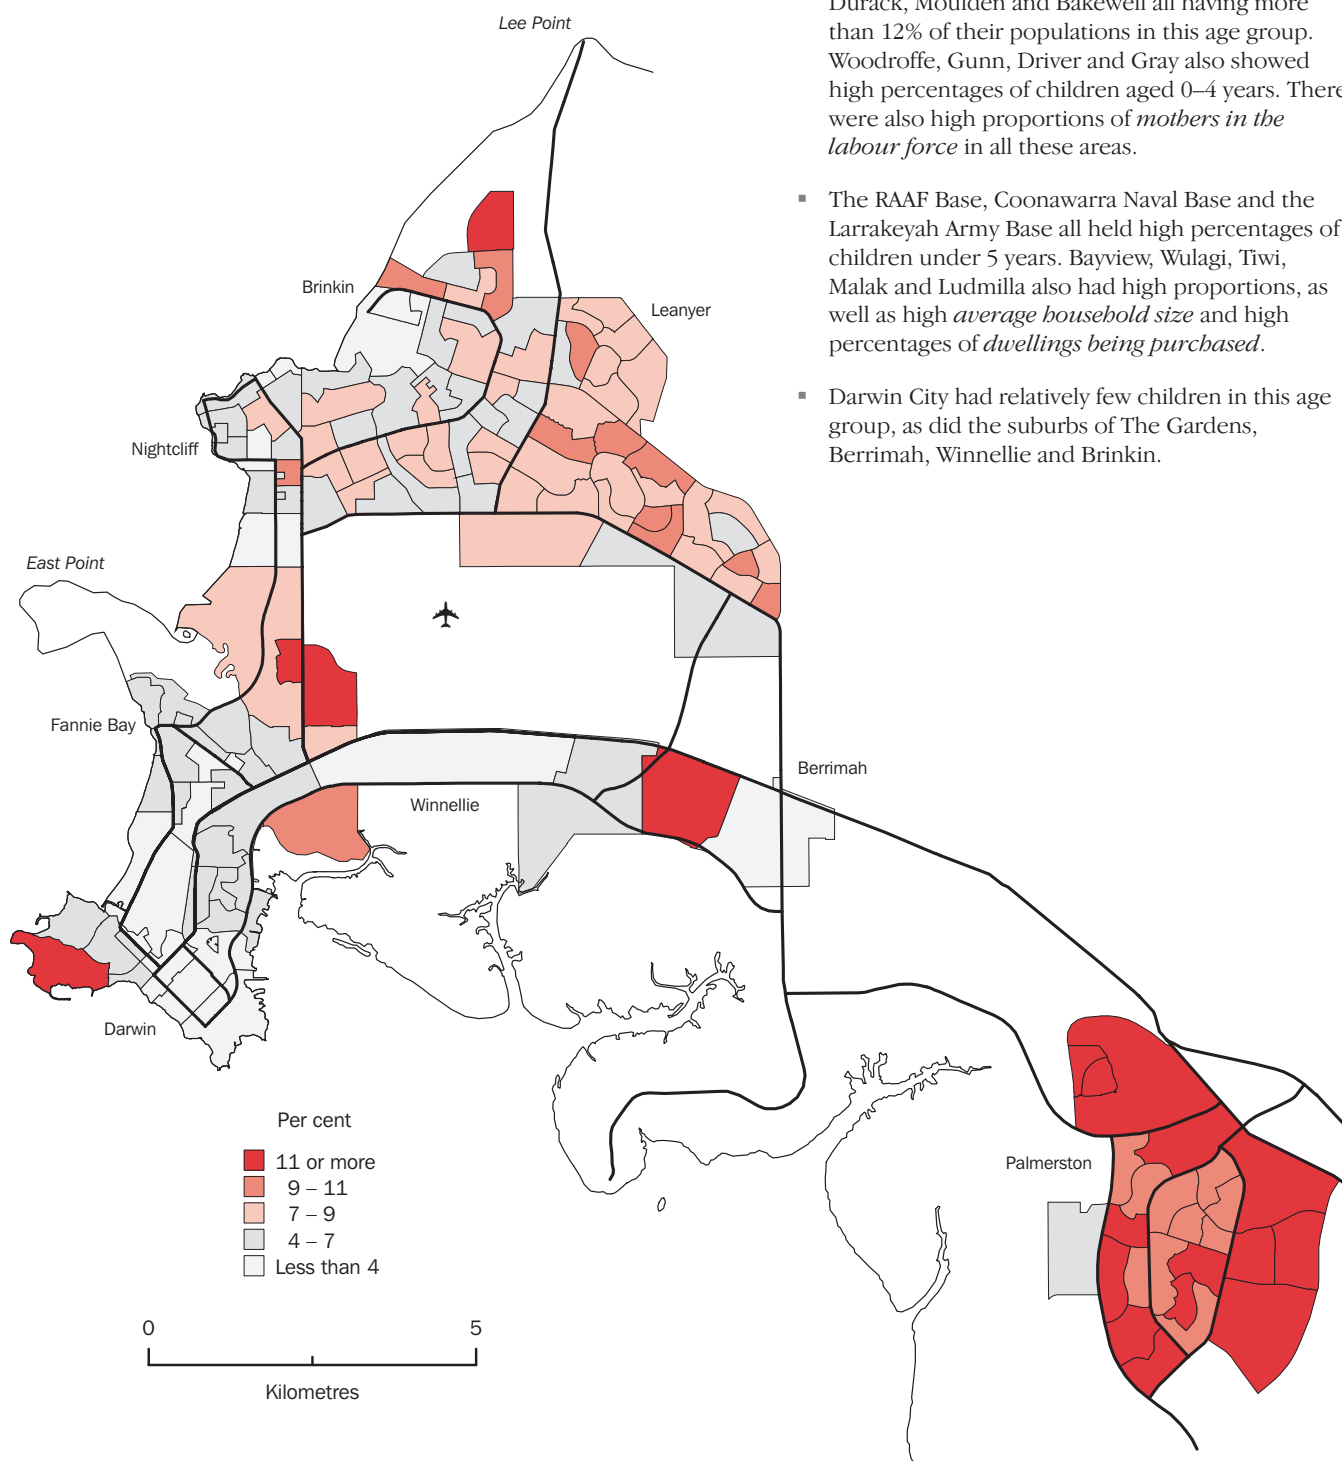 Durack, Moulden and Bakewell all having more
than 12% of their populations in this age group.
Woodroffe, Gunn, Driver and Gray also showed
high percentages of children aged 0–4 years. There
were also high proportions of mothers in the
labour force in all these areas.
▪ The RAAF Base, Coonawarra Naval Base and the
Larrakeyah Army Base all held high percentages of
children under 5 years. Bayview, Wulagi, Tiwi,
Malak and Ludmilla also had high proportions, as
well as high average household size and high
percentages of dwellings being purchased.
▪ Darwin City had relatively few children in this age
group, as did the suburbs of The Gardens,
Berrimah, Winnellie and Brinkin.
Lee Point
Brinkin
Leanyer
Nightcliff
East Point
Fannie Bay
Berrimah
Winnellie
Darwin
Palmerston
Per cent
11 or more
9 – 11
7 – 9
4 – 7
Less than 4
0 5
Kilometres